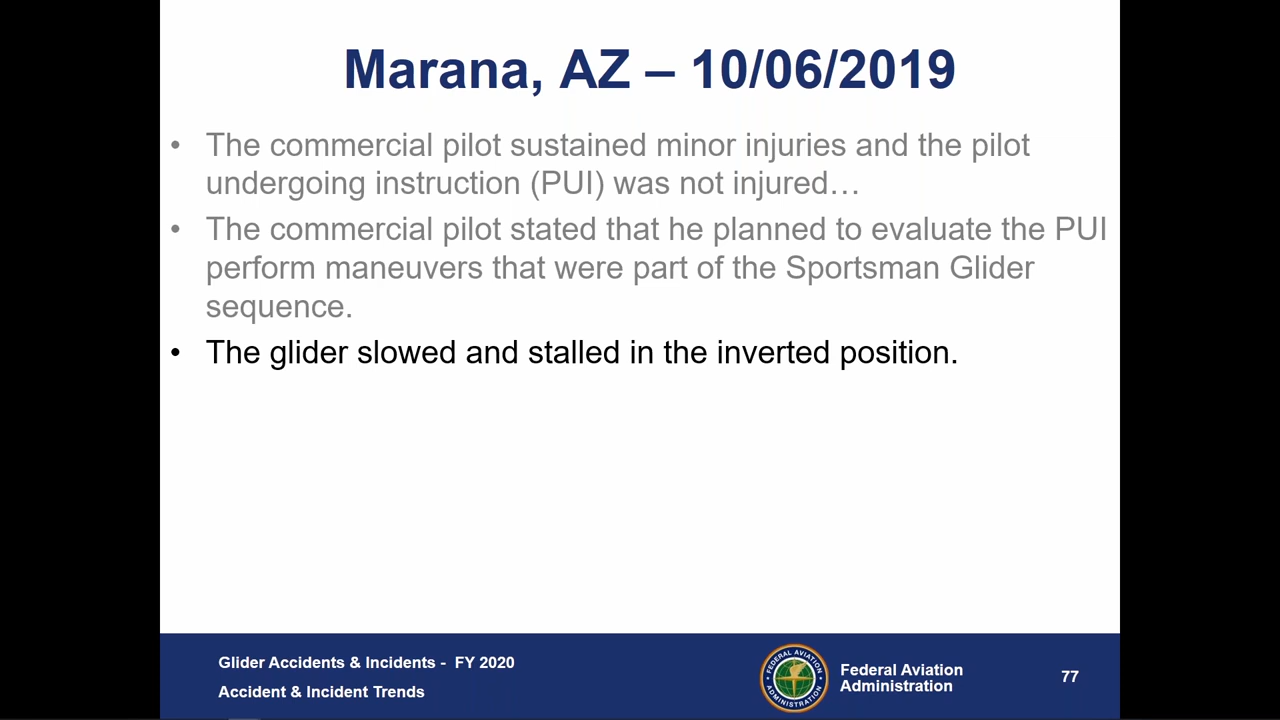 Marana, AZ – 10/06/2019
• The commercial pilot sustained minor injuries and the pilot
undergoing instruction (PUI) was not injured…
• The commercial pilot stated that he planned to evaluate the PUI
perform maneuvers that were part of the Sportsman Glider
sequence.
• The glider slowed and stalled in the inverted position.
Glider Accidents & Incidents - FY 2020
Accident & Incident Trends
FEDERAL AVIATION
ADMINISTRATION
Federal Aviation
Administration
77